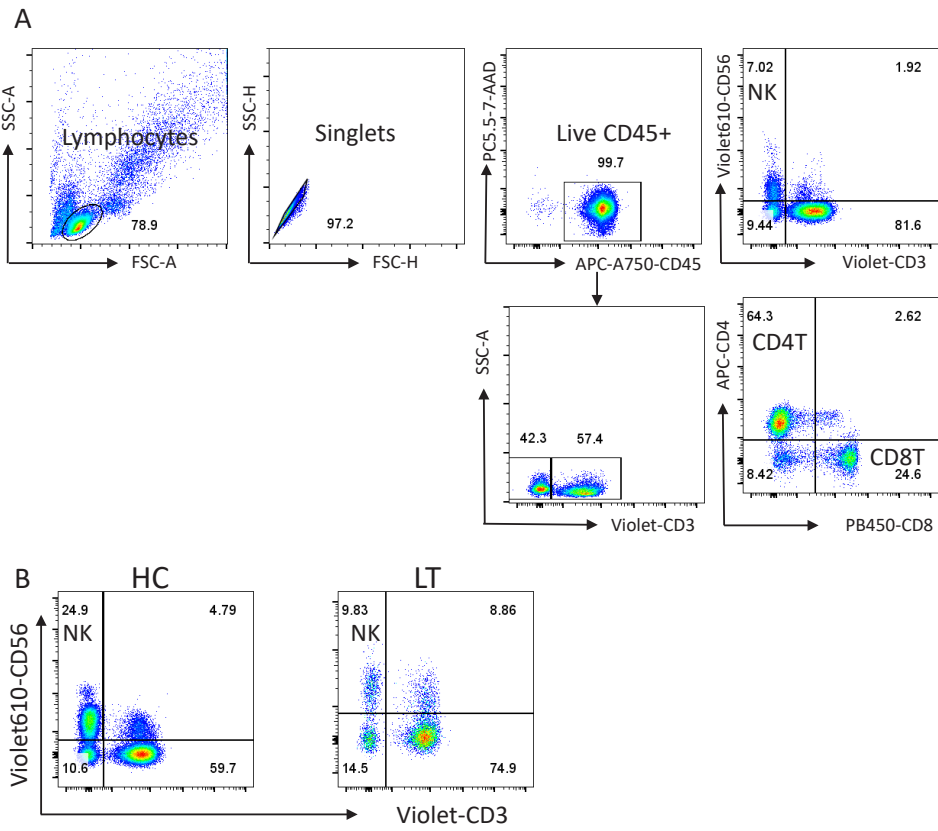 A
SSC-A
Lymphocytes
78.9
FSC-A
SSC-H
Singlets
97.2
FSC-H
PC5.5-7-AAD
Live CD45+
99.7
APC-A750-CD45
Violet610-CD56
7.02
1.92
NK
9.44
81.6
Violet-CD3
SSC-A
42.3
57.4
Violet-CD3
APC-CD4
64.3
2.62
CD4T
CD8T
8.42
24.6
PB450-CD8
B
HC
LT
Violet610-CD56
24.9
4.79
NK
10.6
59.7
9.83
8.86
NK
14.5
74.9
Violet-CD3